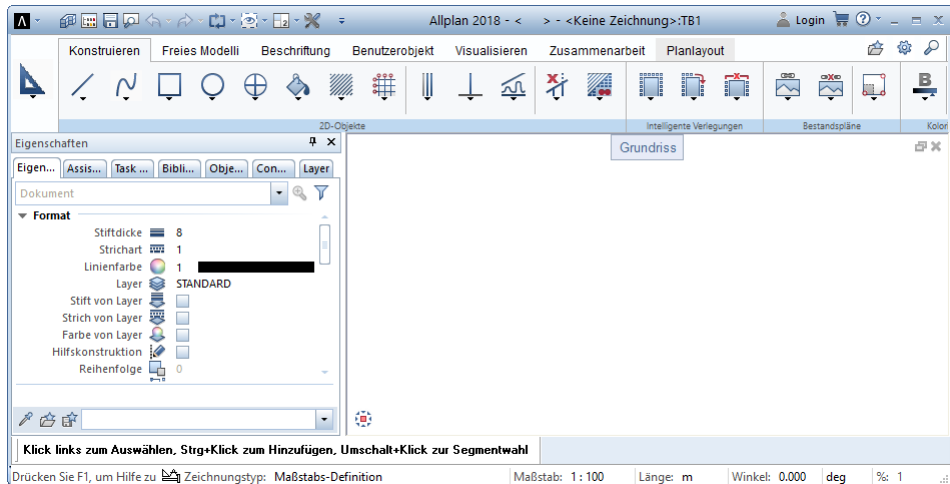 Allplan 2018 - <    > - <Keine Zeichnung>:TB1
Login
Konstruieren Freies Modelli Beschriftung Benutzerobjekt Visualisieren Zusammenarbeit Planlayout
2D-Objekte Intelligente Verlegungen Bestandspläne Kolori
Eigenschaften
Grundriss
Eigen... Assis... Task ... Bibli... Obje... Con... Layer
Dokument
Format
Stiftdicke 8
Strichart 1
Linienfarbe 1
Layer STANDARD
Stift von Layer
Strich von Layer
Farbe von Layer
Hilfskonstruktion
Reihenfolge 0
Klick links zum Auswählen, Strg+Klick zum Hinzufügen, Umschalt+Klick zur Segmentwahl
Drücken Sie F1, um Hilfe zu Zeichnungstyp: Maßstabs-Definition Maßstab: 1 : 100 Länge: m Winkel: 0.000 deg %: 1